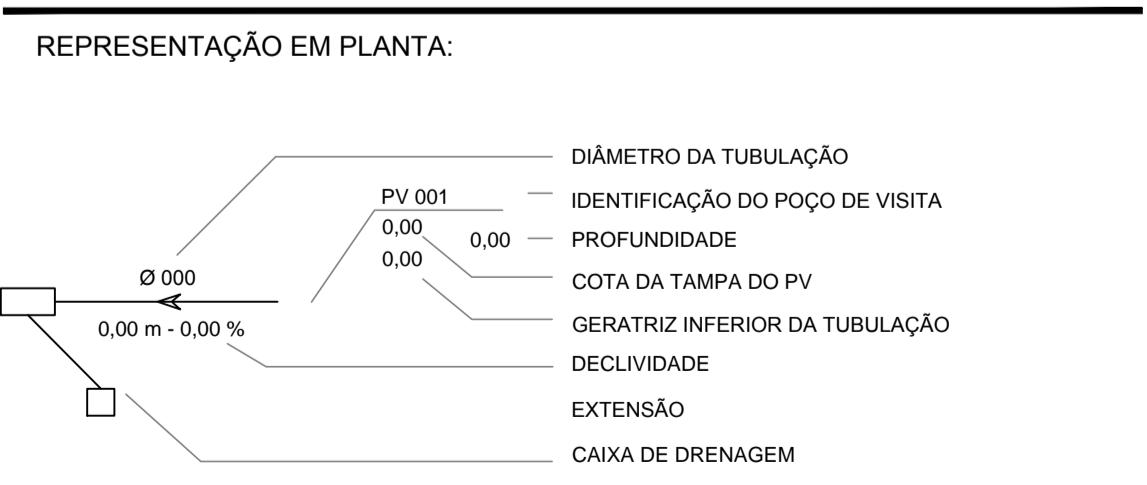 REPRESENTAÇÃO EM PLANTA:
DIÂMETRO DA TUBULAÇÃO
PV 001
IDENTIFICAÇÃO DO POÇO DE VISITA
0,00
0,00
PROFUNDIDADE
0,00
Ø 000
COTA DA TAMPA DO PV
0,00 m - 0,00 %
GERATRIZ INFERIOR DA TUBULAÇÃO
DECLIVIDADE
EXTENSÃO
CAIXA DE DRENAGEM